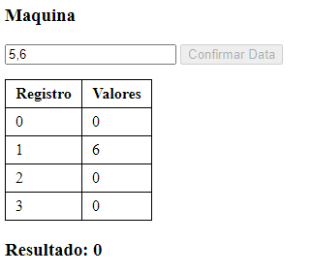 Maquina
5,6 Confirmar Data
Registro Valores
0 0
1 6
2 0
3 0
Resultado: 0